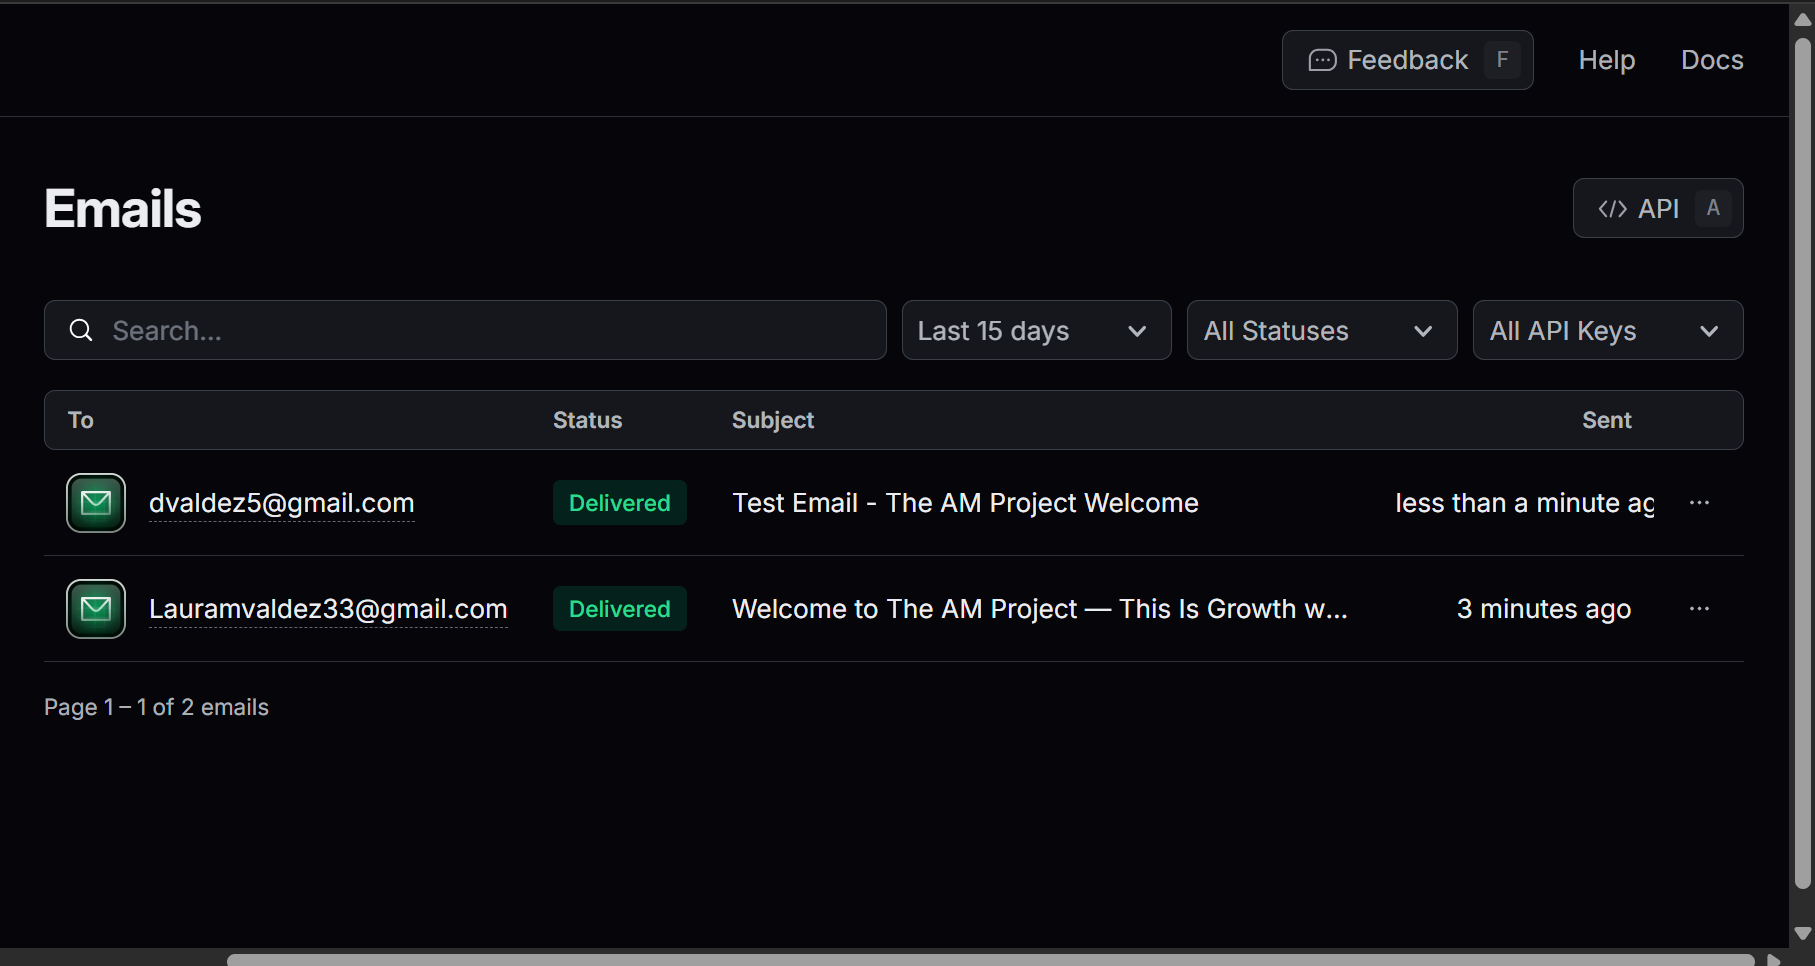 Feedback F Help Docs
Emails
</> API A
Search...
Last 15 days
All Statuses
All API Keys
To Status Subject Sent
dvaldez5@gmail.com Delivered Test Email - The AM Project Welcome less than a minute ag
Lauramvaldez33@gmail.com Delivered Welcome to The AM Project — This Is Growth w... 3 minutes ago
Page 1 – 1 of 2 emails